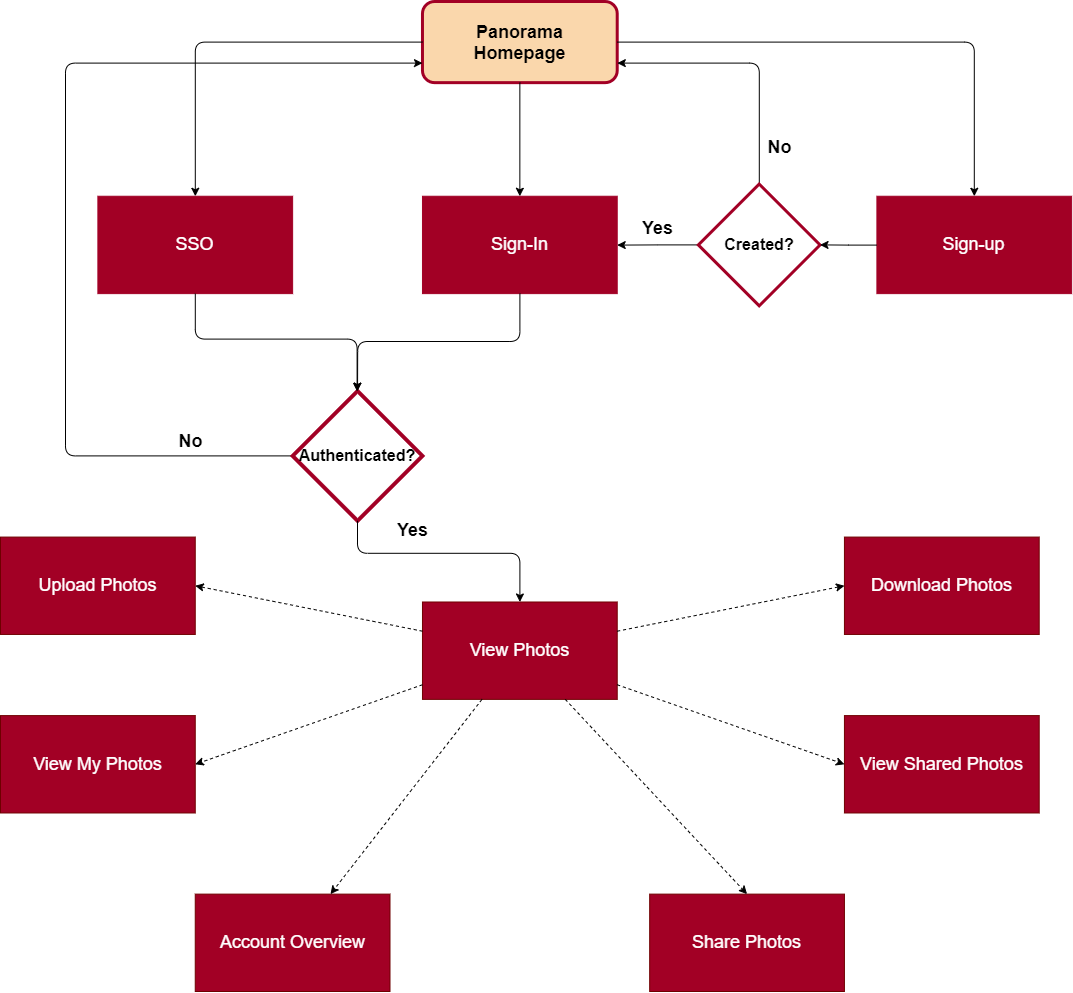 Panorama
Homepage
No
SSO
Sign-In
Yes
Created?
Sign-up
No
Authenticated?
Yes
Upload Photos
Download Photos
View Photos
View My Photos
View Shared Photos
Account Overview
Share Photos